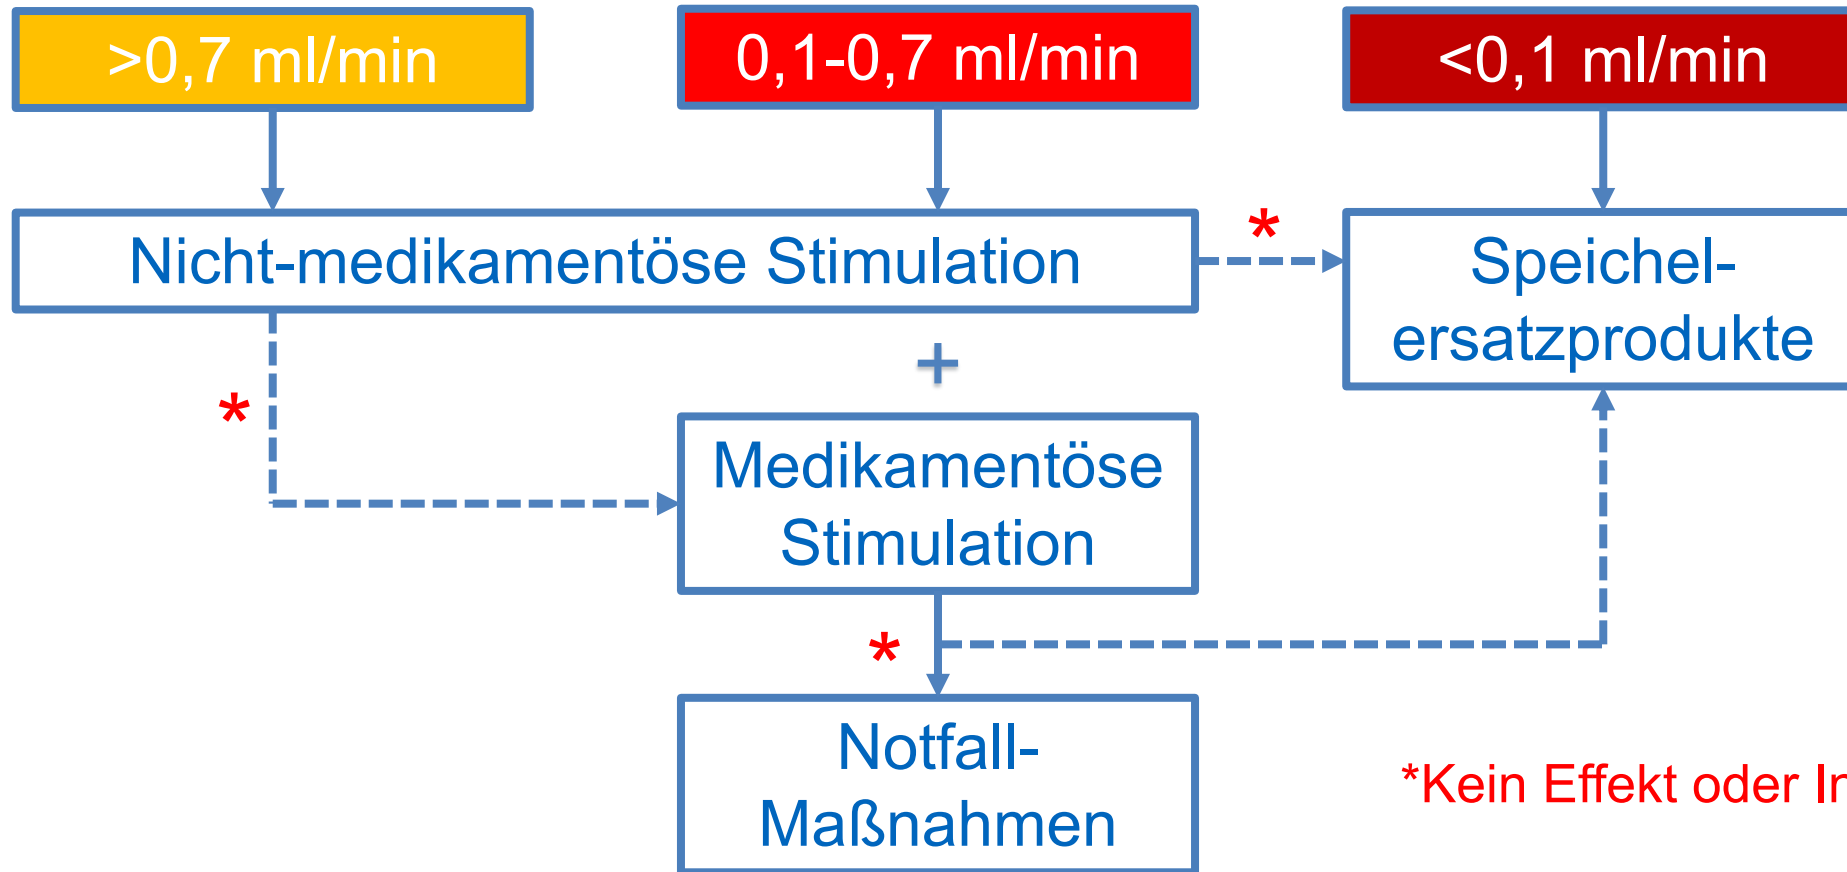 >0,7 ml/min
0,1-0,7 ml/min
<0,1 ml/min
Nicht-medikamentöse Stimulation
*
Speichel-
ersatzprodukte
+
*
Medikamentöse
Stimulation
*
Notfall-
Maßnahmen
*Kein Effekt oder